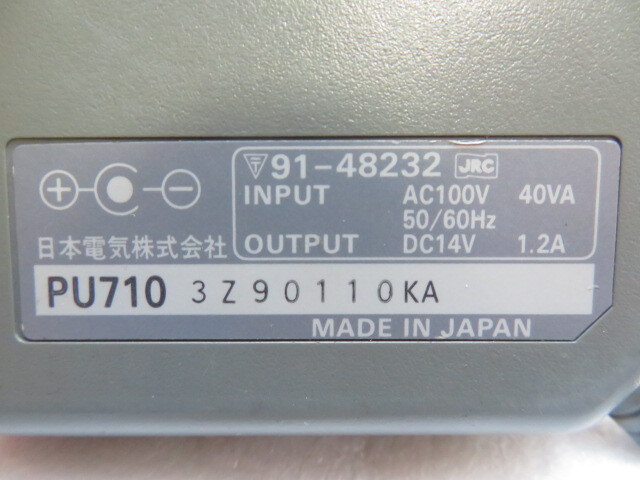 91-48232 JRC
INPUT AC100V 40VA
50/60Hz
OUTPUT DC14V 1.2A
日本電気株式会社
PU710 3Z90110KA
MADE IN JAPAN